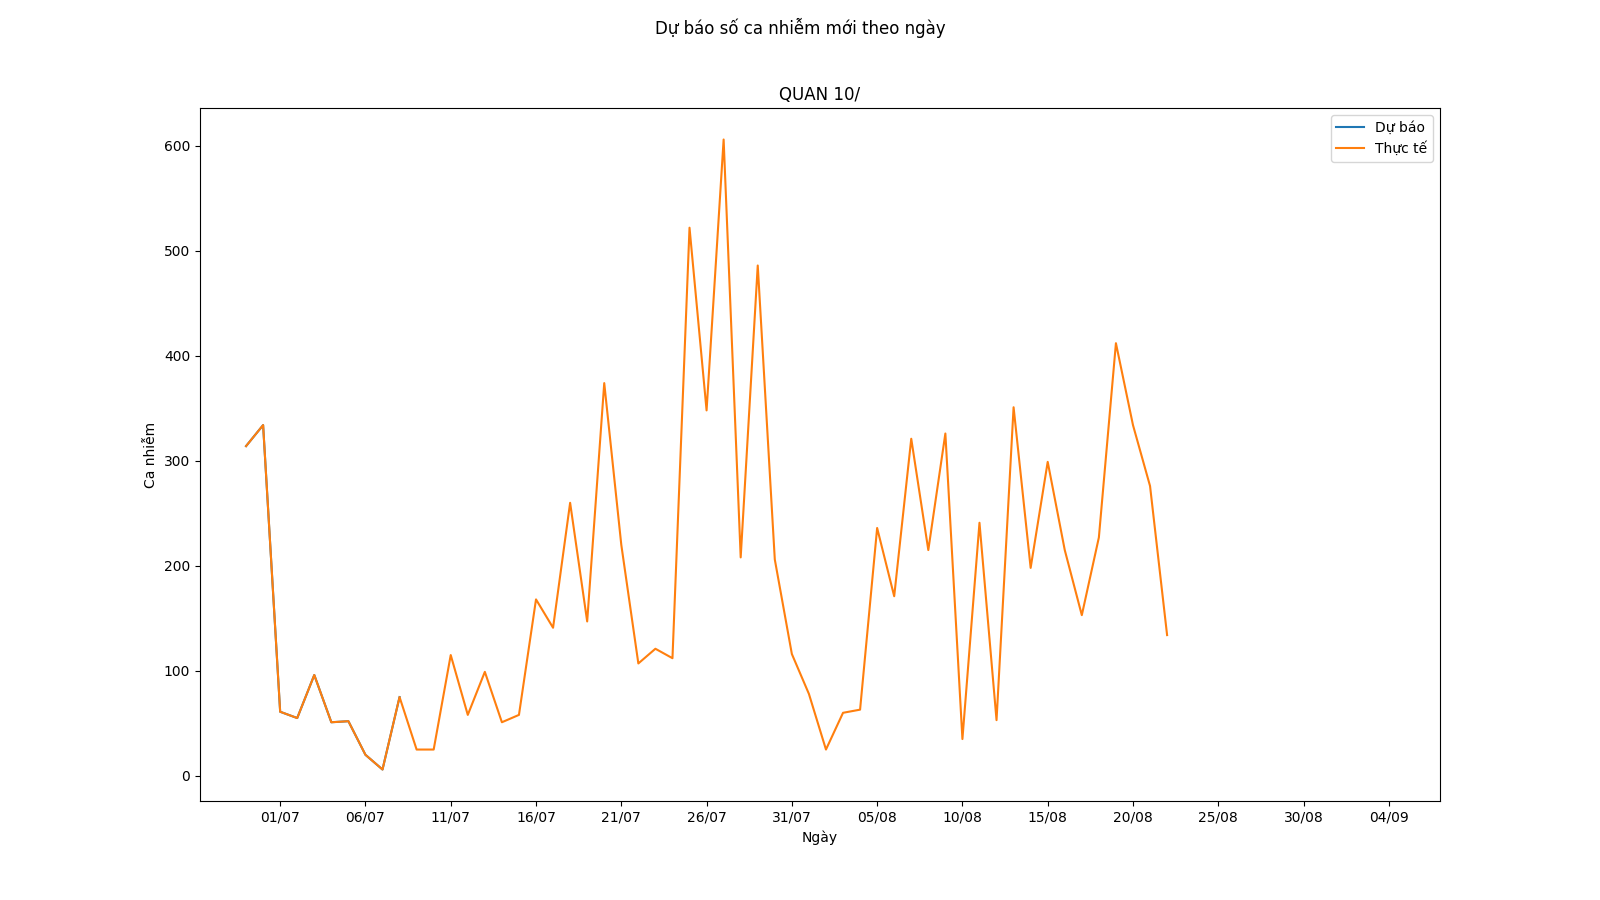 Dự báo số ca nhiễm mới theo ngày
QUAN 10/
Dự báo
Thực tế
600
500
400
300
200
100
0
Ca nhiễm
01/07 06/07 11/07 16/07 21/07 26/07 31/07 05/08 10/08 15/08 20/08 25/08 30/08 04/09
Ngày